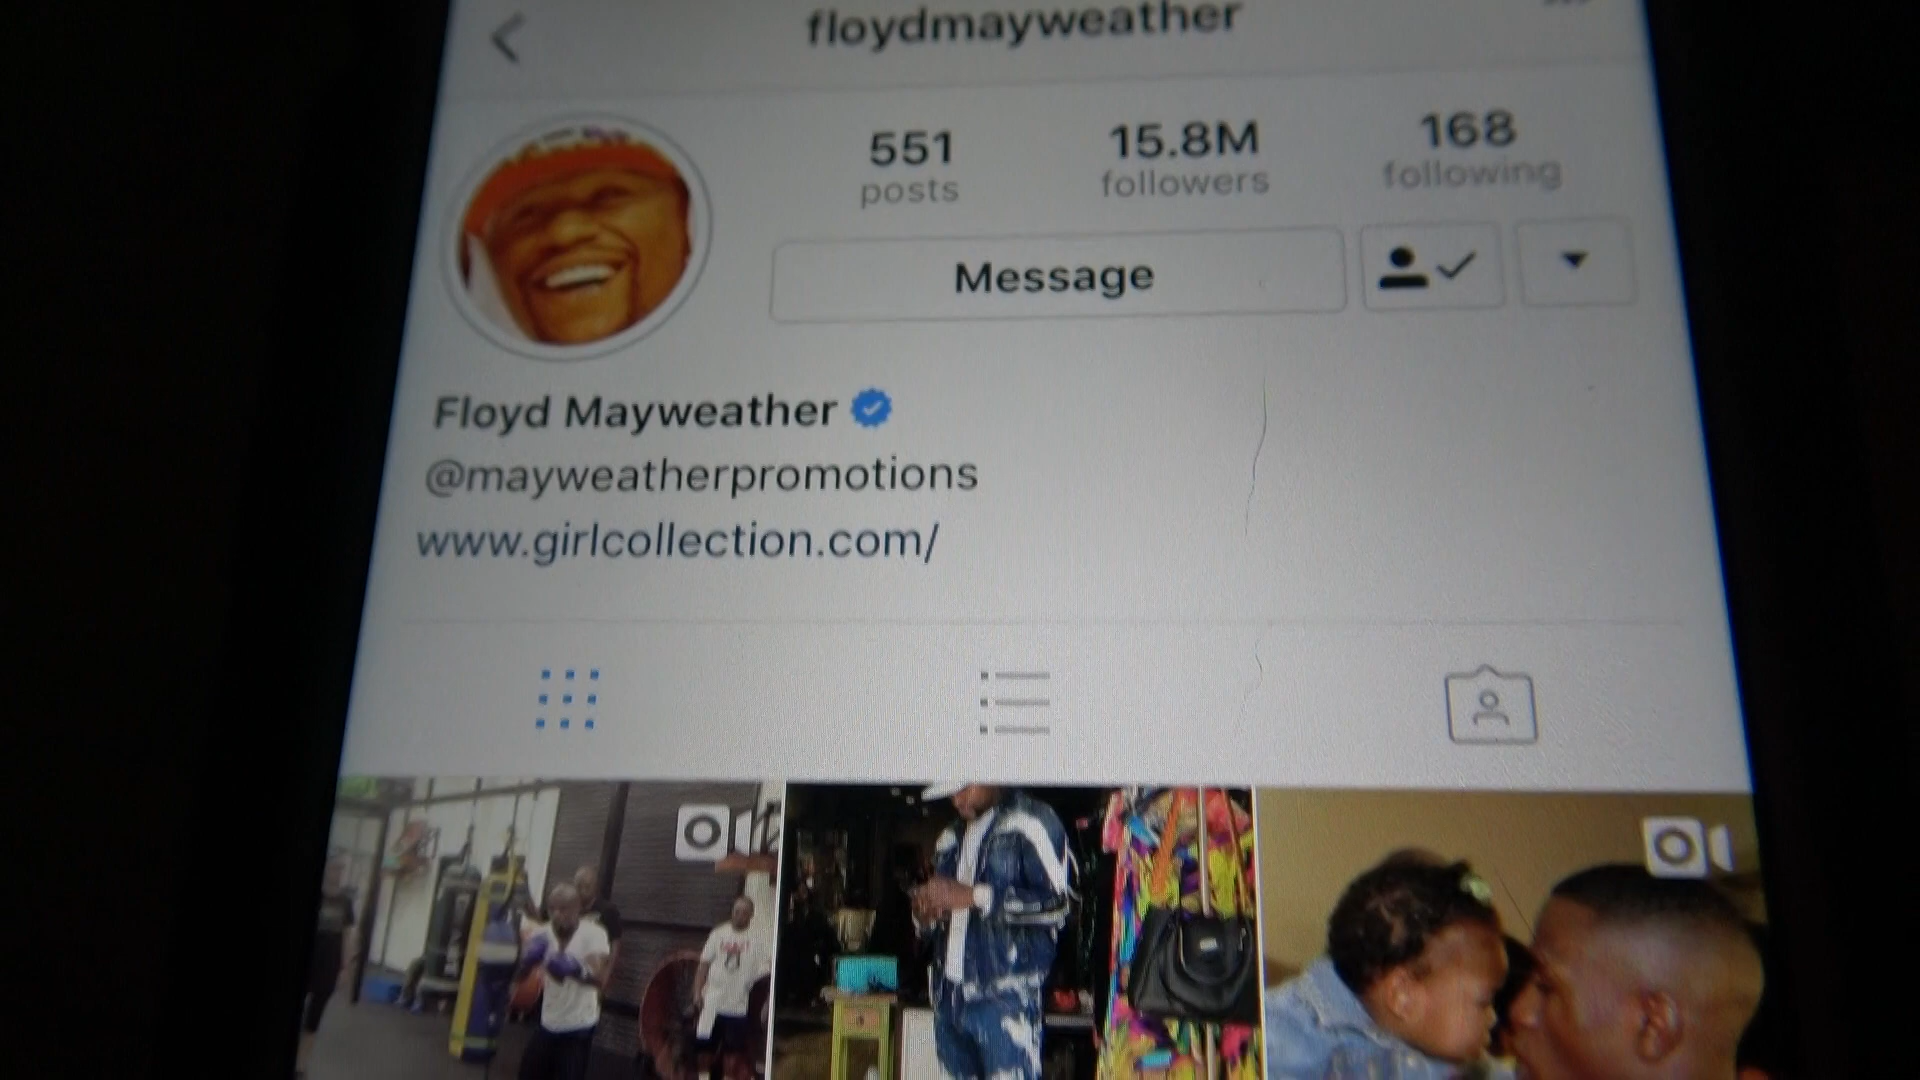 floydmayweather
551 15.8M 168
posts followers following
Message
Floyd Mayweather
@mayweatherpromotions
www.girlcollection.com/